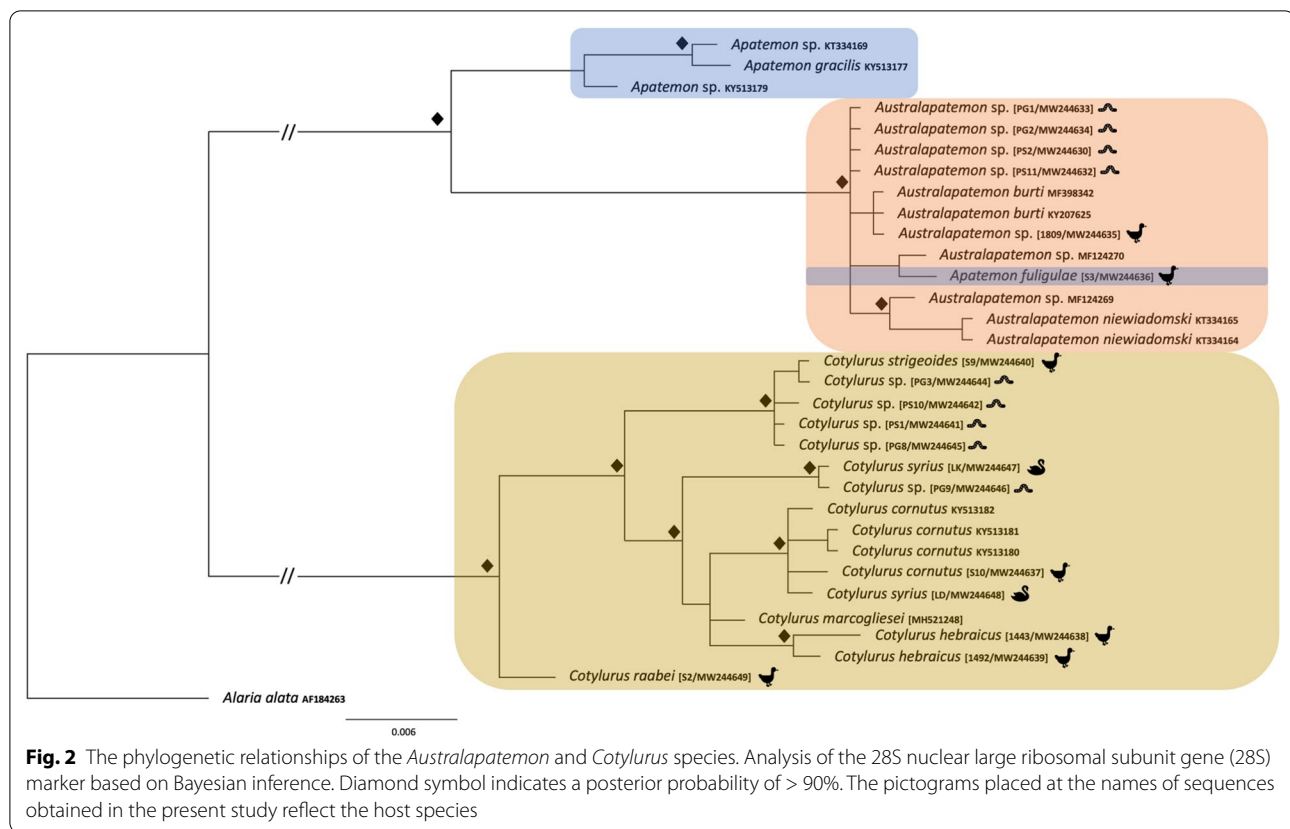 Apatemon sp. KT334169
Apatemon gracilis KY513177
Apatemon sp. KY513179
Australapatemon sp. [PG1/MW244633]
Australapatemon sp. [PG2/MW244634]
Australapatemon sp. [PS2/MW244630]
Australapatemon sp. [PS11/MW244632]
Australapatemon burti MF398342
Australapatemon burti KY207625
Australapatemon sp. [1809/MW244635]
Australapatemon sp. MF124270
Apatemon fuligulae [S3/MW244636]
Australapatemon sp. MF124269
Australapatemon niewiadomski KT334165
Australapatemon niewiadomski KT334164
Cotylurus strigeoides [S9/MW244640]
Cotylurus sp. [PG3/MW244644]
Cotylurus sp. [PS10/MW244642]
Cotylurus sp. [PS1/MW244641]
Cotylurus sp. [PG8/MW244645]
Cotylurus syrius [LK/MW244647]
Cotylurus sp. [PG9/MW244646]
Cotylurus cornutus KY513182
Cotylurus cornutus KY513181
Cotylurus cornutus KY513180
Cotylurus cornutus [S10/MW244637]
Cotylurus syrius [LD/MW244648]
Cotylurus marcogliesei [MH521248]
Cotylurus hebraicus [1443/MW244638]
Cotylurus hebraicus [1492/MW244639]
Cotylurus raabei [S2/MW244649]
Alaria alata AF184263
0.006
Fig. 2 The phylogenetic relationships of the Australapatemon and Cotylurus species. Analysis of the 28S nuclear large ribosomal subunit gene (28S)
marker based on Bayesian inference. Diamond symbol indicates a posterior probability of > 90%. The pictograms placed at the names of sequences
obtained in the present study reflect the host species